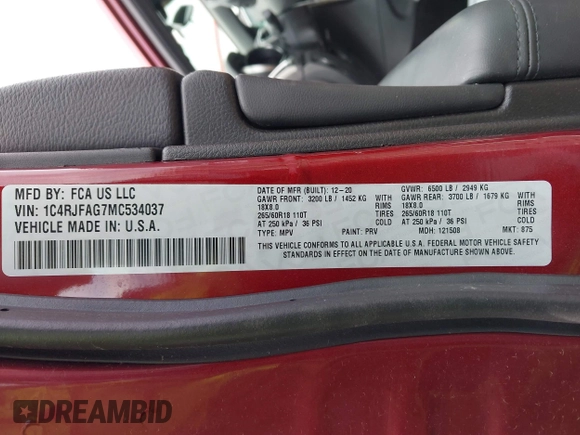 MFD BY: FCA US LLC
VIN: 1C4RJFAG7MC534037
VEHICLE MADE IN: U.S.A.
DATE OF MFR (BUILT): 12-20
GAWR FRONT: 3200 LB / 1452 KG WITH
18X8.0 RIMS
265/60R18 110T TIRES
AT 250 kPa / 36 PSI COLD
TYPE: MPV PAINT: PRV
GVWR: 6500 LB / 2949 KG
GAWR REAR: 3700 LB / 1679 KG WITH
18X8.0 RIMS
265/60R18 110T TIRES
AT 250 kPa / 36 PSI COLD
MOH: 121508 MKT: 875
THIS VEHICLE CONFORMS TO ALL APPLICABLE U.S.A. FEDERAL MOTOR VEHICLE SAFETY
STANDARDS IN EFFECT ON THE DATE OF MANUFACTURE SHOWN ABOVE.
DREAMBID